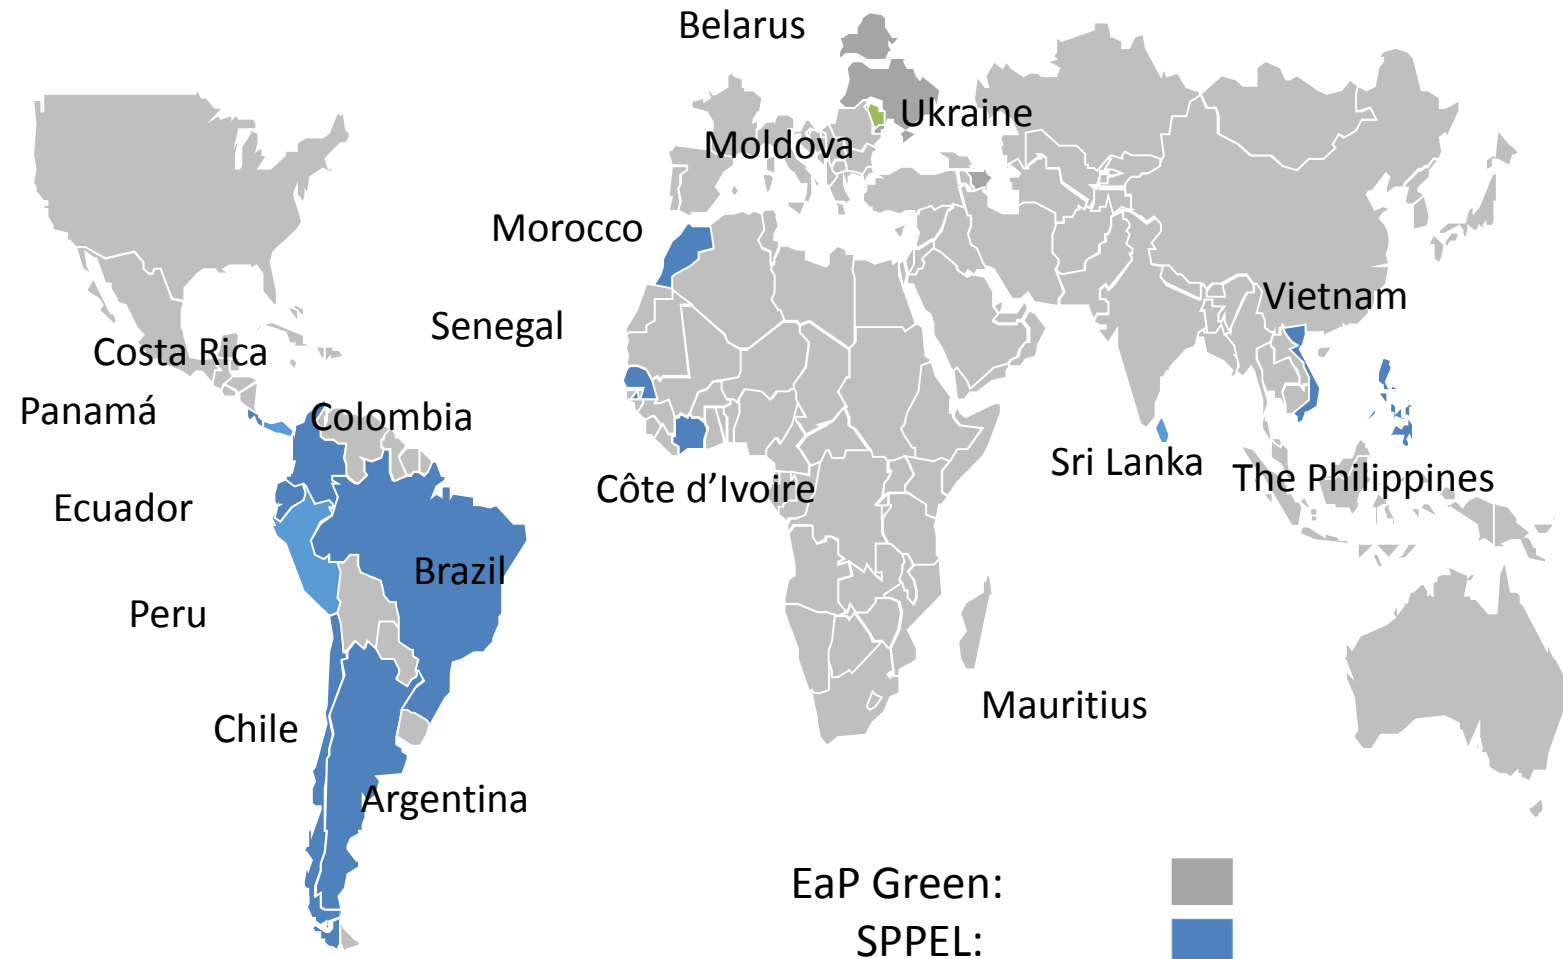 Belarus
Ukraine
Moldova
Morocco
Vietnam
Senegal
Costa Rica
Panamá
Colombia
Sri Lanka
The Philippines
Côte d’Ivoire
Ecuador
Brazil
Peru
Mauritius
Chile
Argentina
EaP Green:
SPPEL: